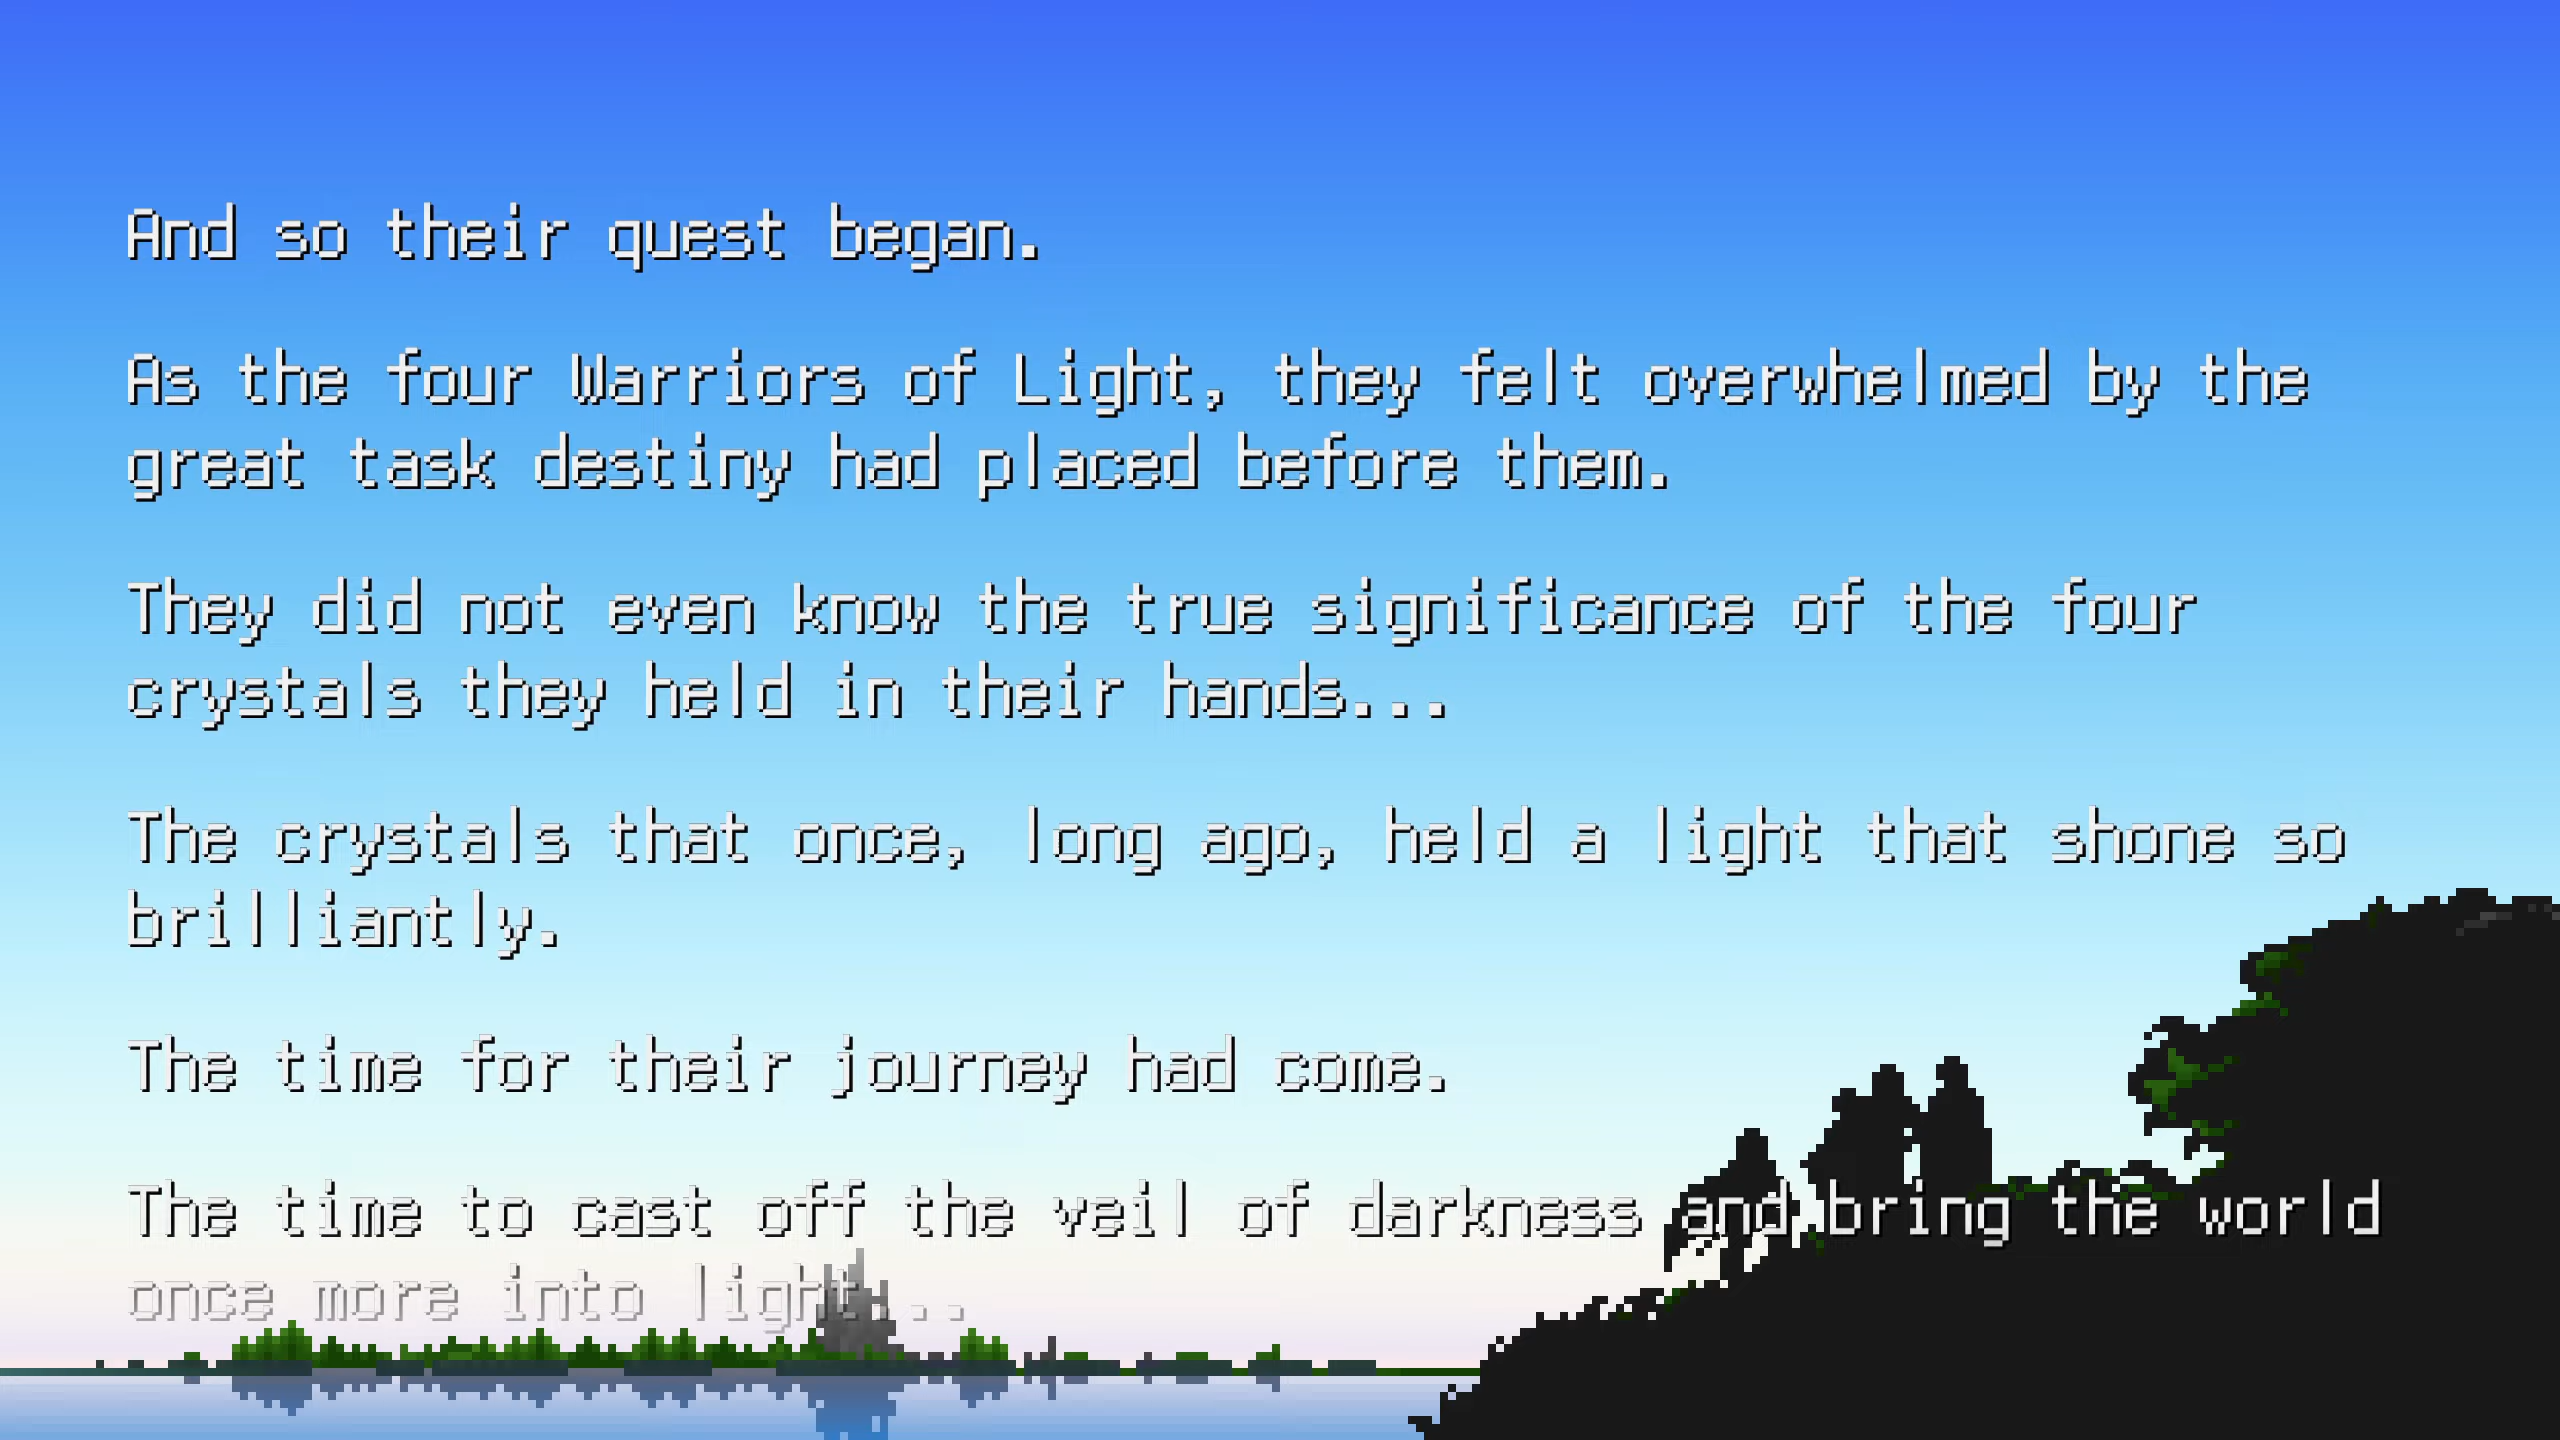 And so their quest began.
As the four Warriors of Light, they felt overwhelmed by the
great task destiny had placed before them.
They did not even know the true significance of the four
crystals they held in their hands...
The crystals that once, long ago, held a light that shone so
brilliantly.
The time for their journey had come.
The time to cast off the veil of darkness and bring the world
once more into light...